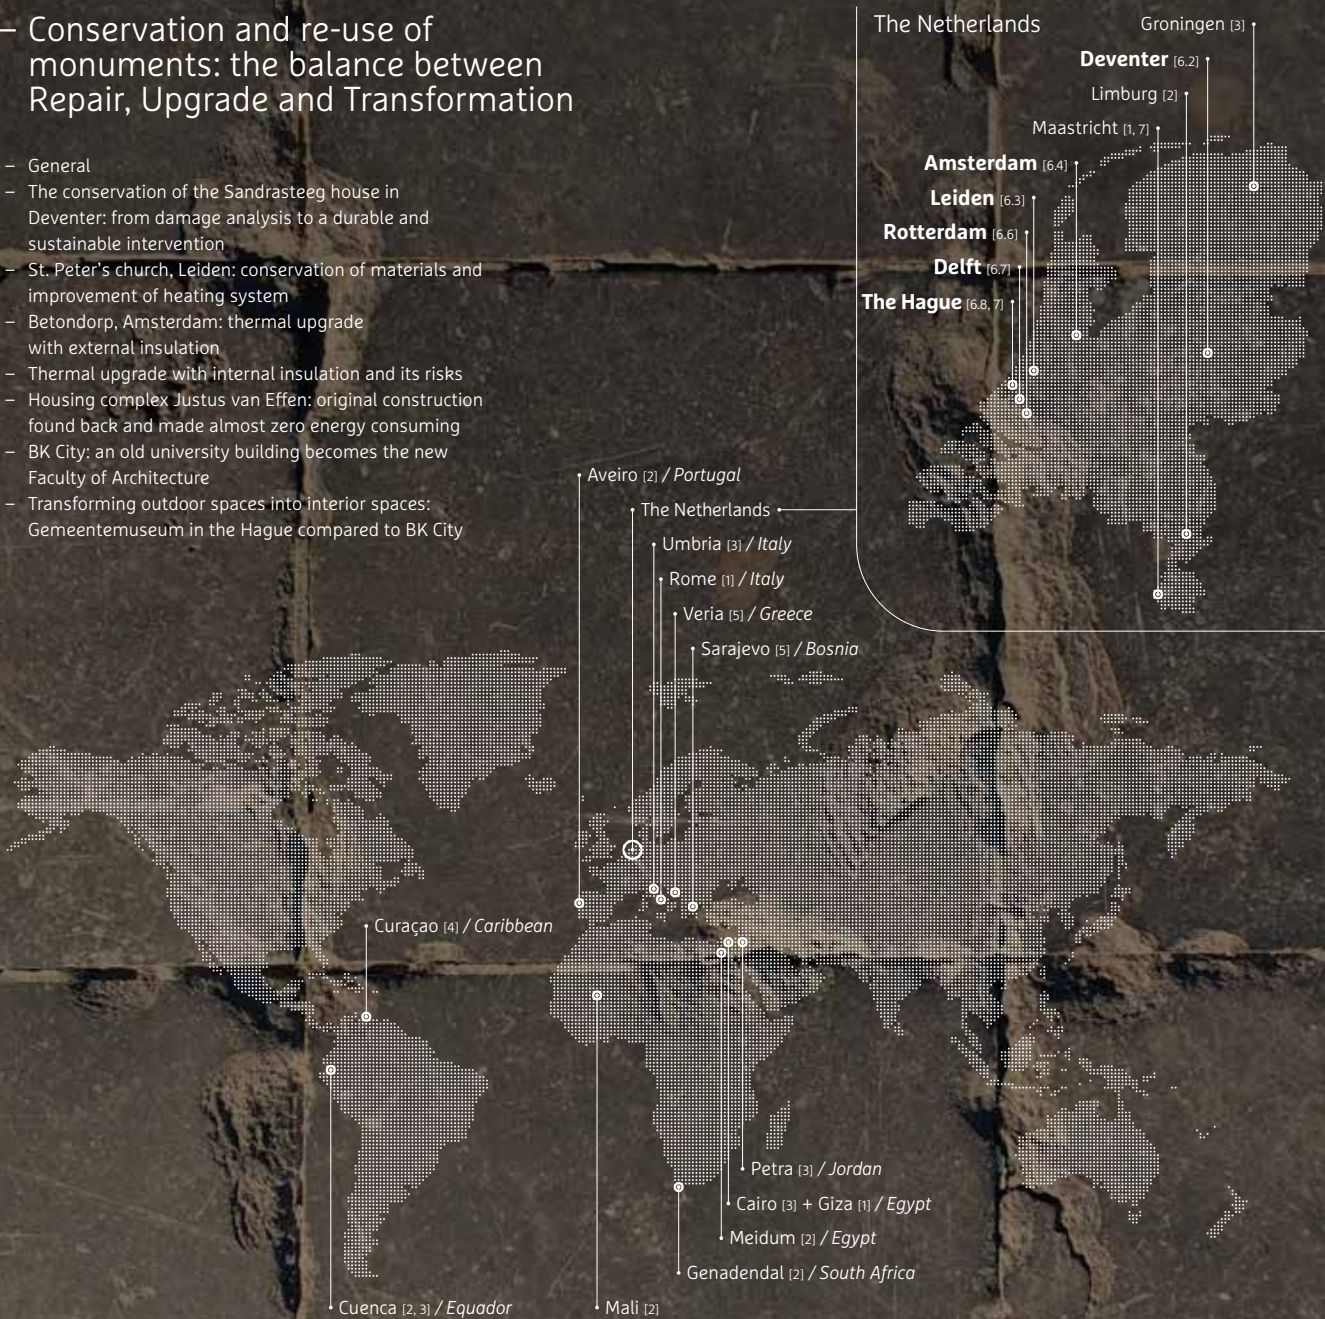 – Conservation and re-use of
monuments: the balance between
Repair, Upgrade and Transformation
– General
– The conservation of the Sandrasteeg house in
Deventer: from damage analysis to a durable and
sustainable intervention
– St. Peter's church, Leiden: conservation of materials and
improvement of heating system
– Betondorp, Amsterdam: thermal upgrade
with external insulation
– Thermal upgrade with internal insulation and its risks
– Housing complex Justus van Effen: original construction
found back and made almost zero energy consuming
– BK City: an old university building becomes the new
Faculty of Architecture
– Transforming outdoor spaces into interior spaces:
Gemeentemuseum in the Hague compared to BK City
The Netherlands
Groningen [3]
Deventer [6.2]
Limburg [2]
Maastricht [1, 7]
Amsterdam [6.4]
Leiden [6.3]
Rotterdam [6.6]
Delft [6.7]
The Hague [6.8, 7]
Aveiro [2] / Portugal
The Netherlands
Umbria [3] / Italy
Rome [1] / Italy
Veria [5] / Greece
Sarajevo [5] / Bosnia
Curaçao [4] / Caribbean
Petra [3] / Jordan
Cairo [3] + Giza [1] / Egypt
Meidum [2] / Egypt
Genadendal [2] / South Africa
Cuenca [2, 3] / Equador
Mali [2]